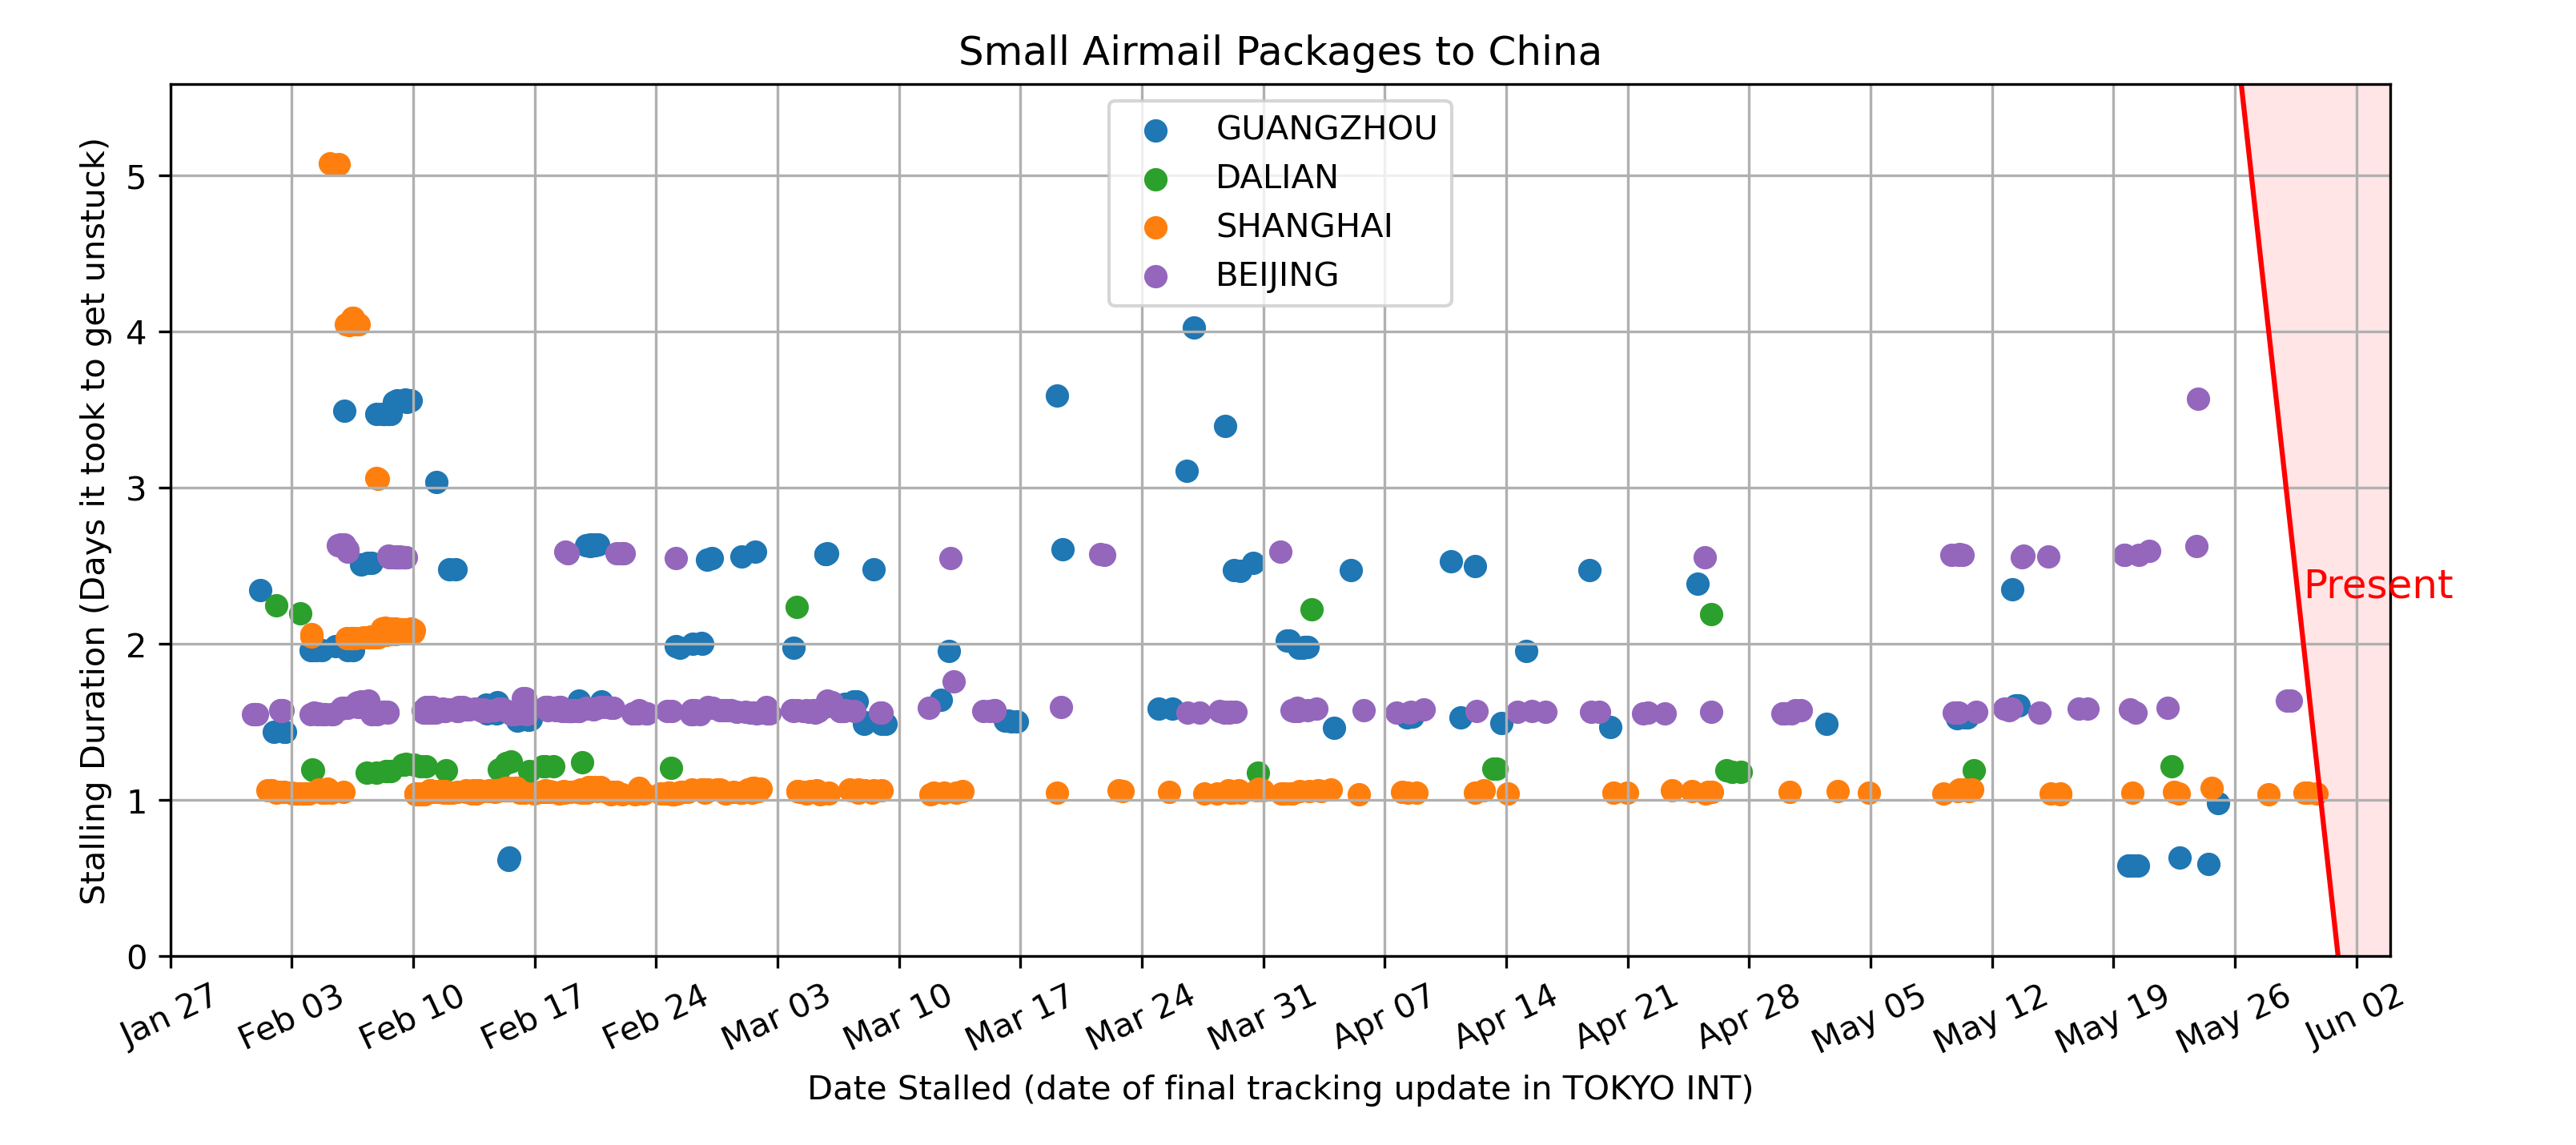 Small Airmail Packages to China
GUANGZHOU
DALIAN
SHANGHAI
BEIJING
Stalling Duration (Days it took to get unstuck)
5
4
3
2
1
0
Present
Jan 27
Feb 03
Feb 10
Feb 17
Feb 24
Mar 03
Mar 10
Mar 17
Mar 24
Mar 31
Apr 07
Apr 14
Apr 21
Apr 28
May 05
May 12
May 19
May 26
Jun 02
Date Stalled (date of final tracking update in TOKYO INT)